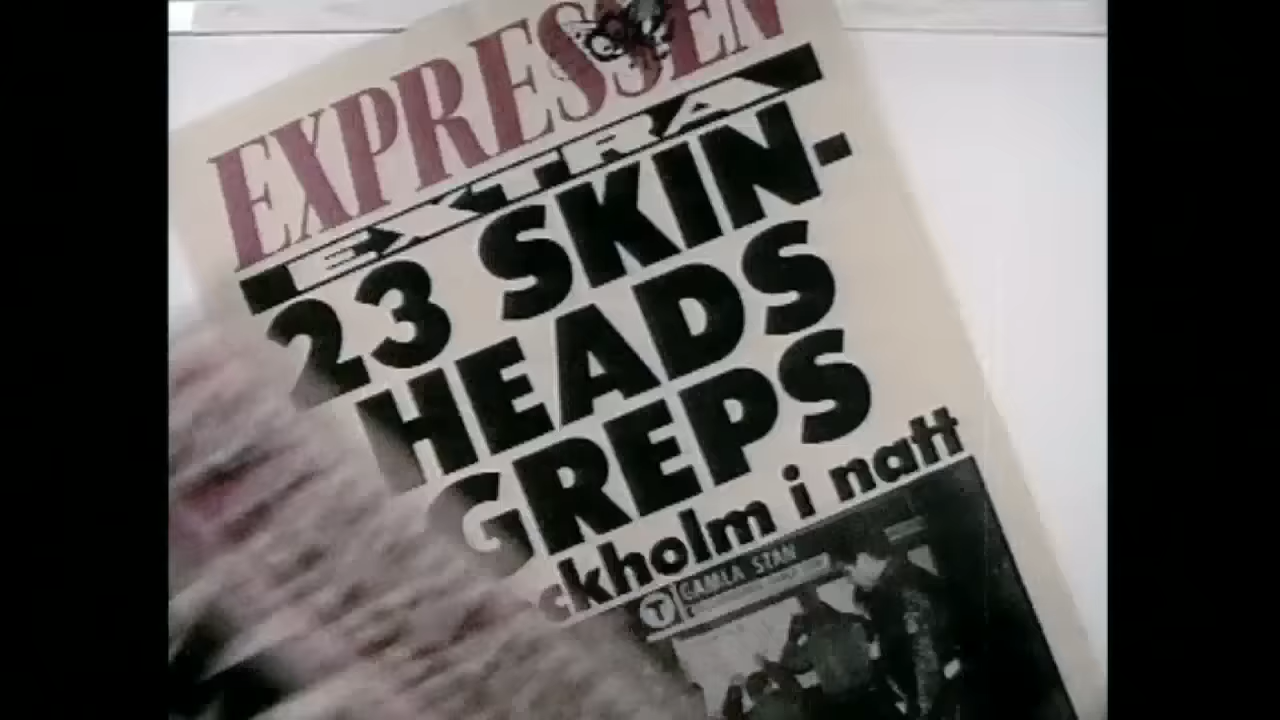 EXPRESSEN
EXTRA
23 SKIN-
HEADS
GREPS
ckholm i natt
T GAMLA STAN